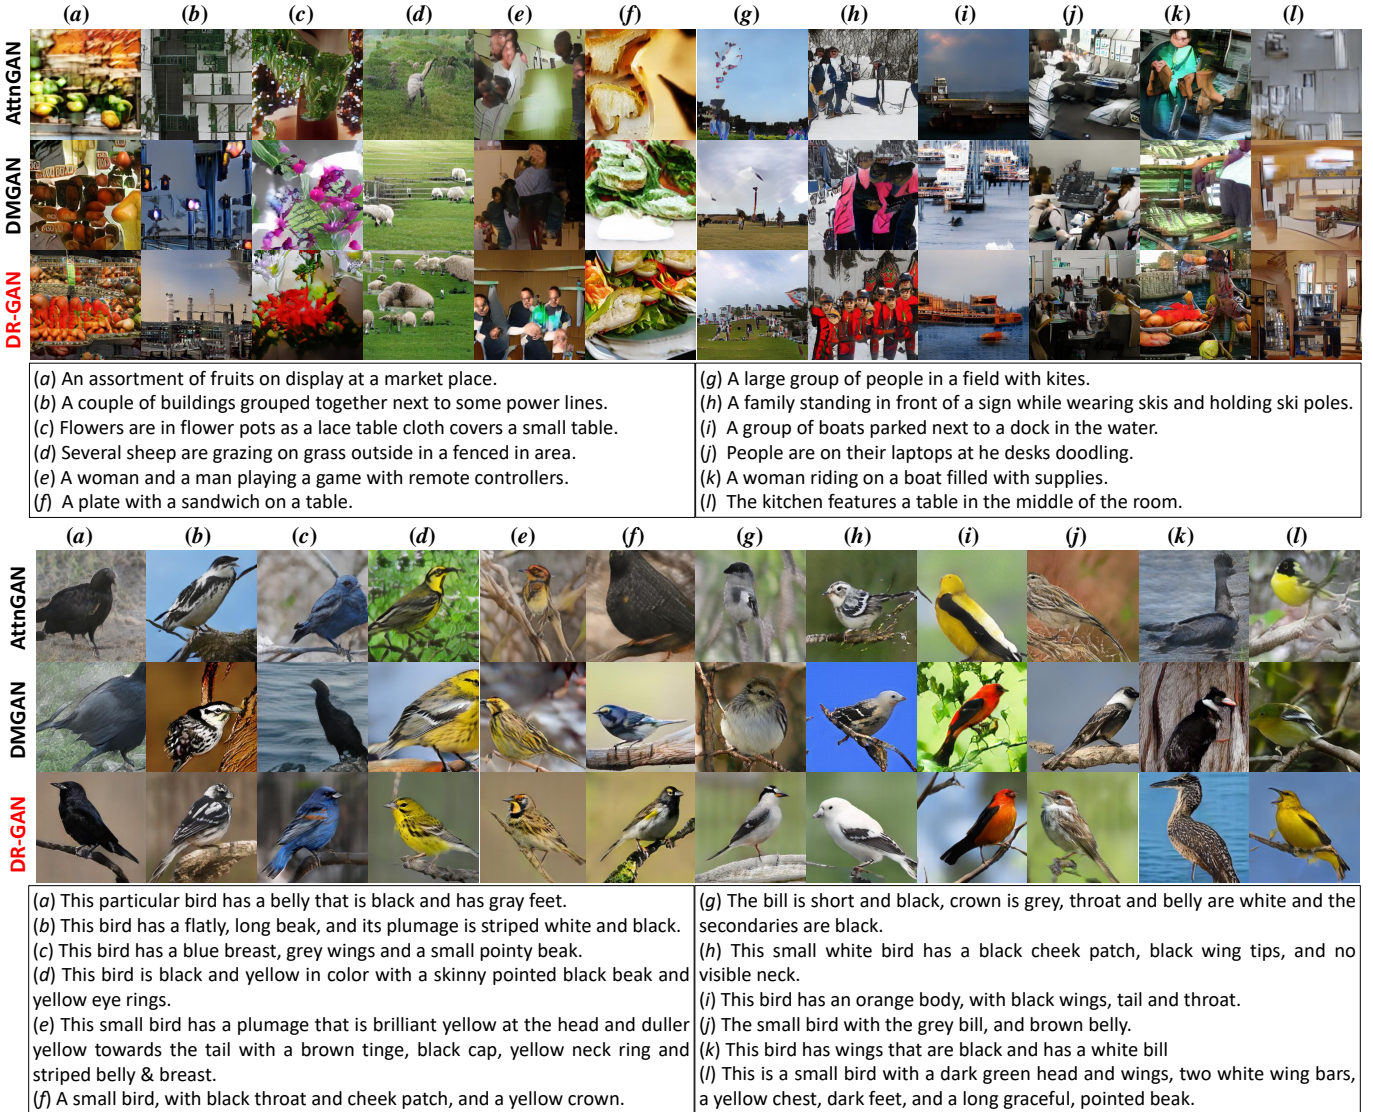 (a) (b) (c) (d) (e) (f) (g) (h) (i) (j) (k) (l)
AttnGAN
DMGAN
DR-GAN
(a) An assortment of fruits on display at a market place.
(b) A couple of buildings grouped together next to some power lines.
(c) Flowers are in flower pots as a lace table cloth covers a small table.
(d) Several sheep are grazing on grass outside in a fenced in area.
(e) A woman and a man playing a game with remote controllers.
(f) A plate with a sandwich on a table.
(g) A large group of people in a field with kites.
(h) A family standing in front of a sign while wearing skis and holding ski poles.
(i) A group of boats parked next to a dock in the water.
(j) People are on their laptops at he desks doodling.
(k) A woman riding on a boat filled with supplies.
(l) The kitchen features a table in the middle of the room.
(a) (b) (c) (d) (e) (f) (g) (h) (i) (j) (k) (l)
AttnGAN
DMGAN
DR-GAN
(a) This particular bird has a belly that is black and has gray feet.
(b) This bird has a flatly, long beak, and its plumage is striped white and black.
(c) This bird has a blue breast, grey wings and a small pointy beak.
(d) This bird is black and yellow in color with a skinny pointed black beak and
yellow eye rings.
(e) This small bird has a plumage that is brilliant yellow at the head and duller
yellow towards the tail with a brown tinge, black cap, yellow neck ring and
striped belly & breast.
(f) A small bird, with black throat and cheek patch, and a yellow crown.
(g) The bill is short and black, crown is grey, throat and belly are white and the
secondaries are black.
(h) This small white bird has a black cheek patch, black wing tips, and no
visible neck.
(i) This bird has an orange body, with black wings, tail and throat.
(j) The small bird with the grey bill, and brown belly.
(k) This bird has wings that are black and has a white bill
(l) This is a small bird with a dark green head and wings, two white wing bars,
a yellow chest, dark feet, and a long graceful, pointed beak.